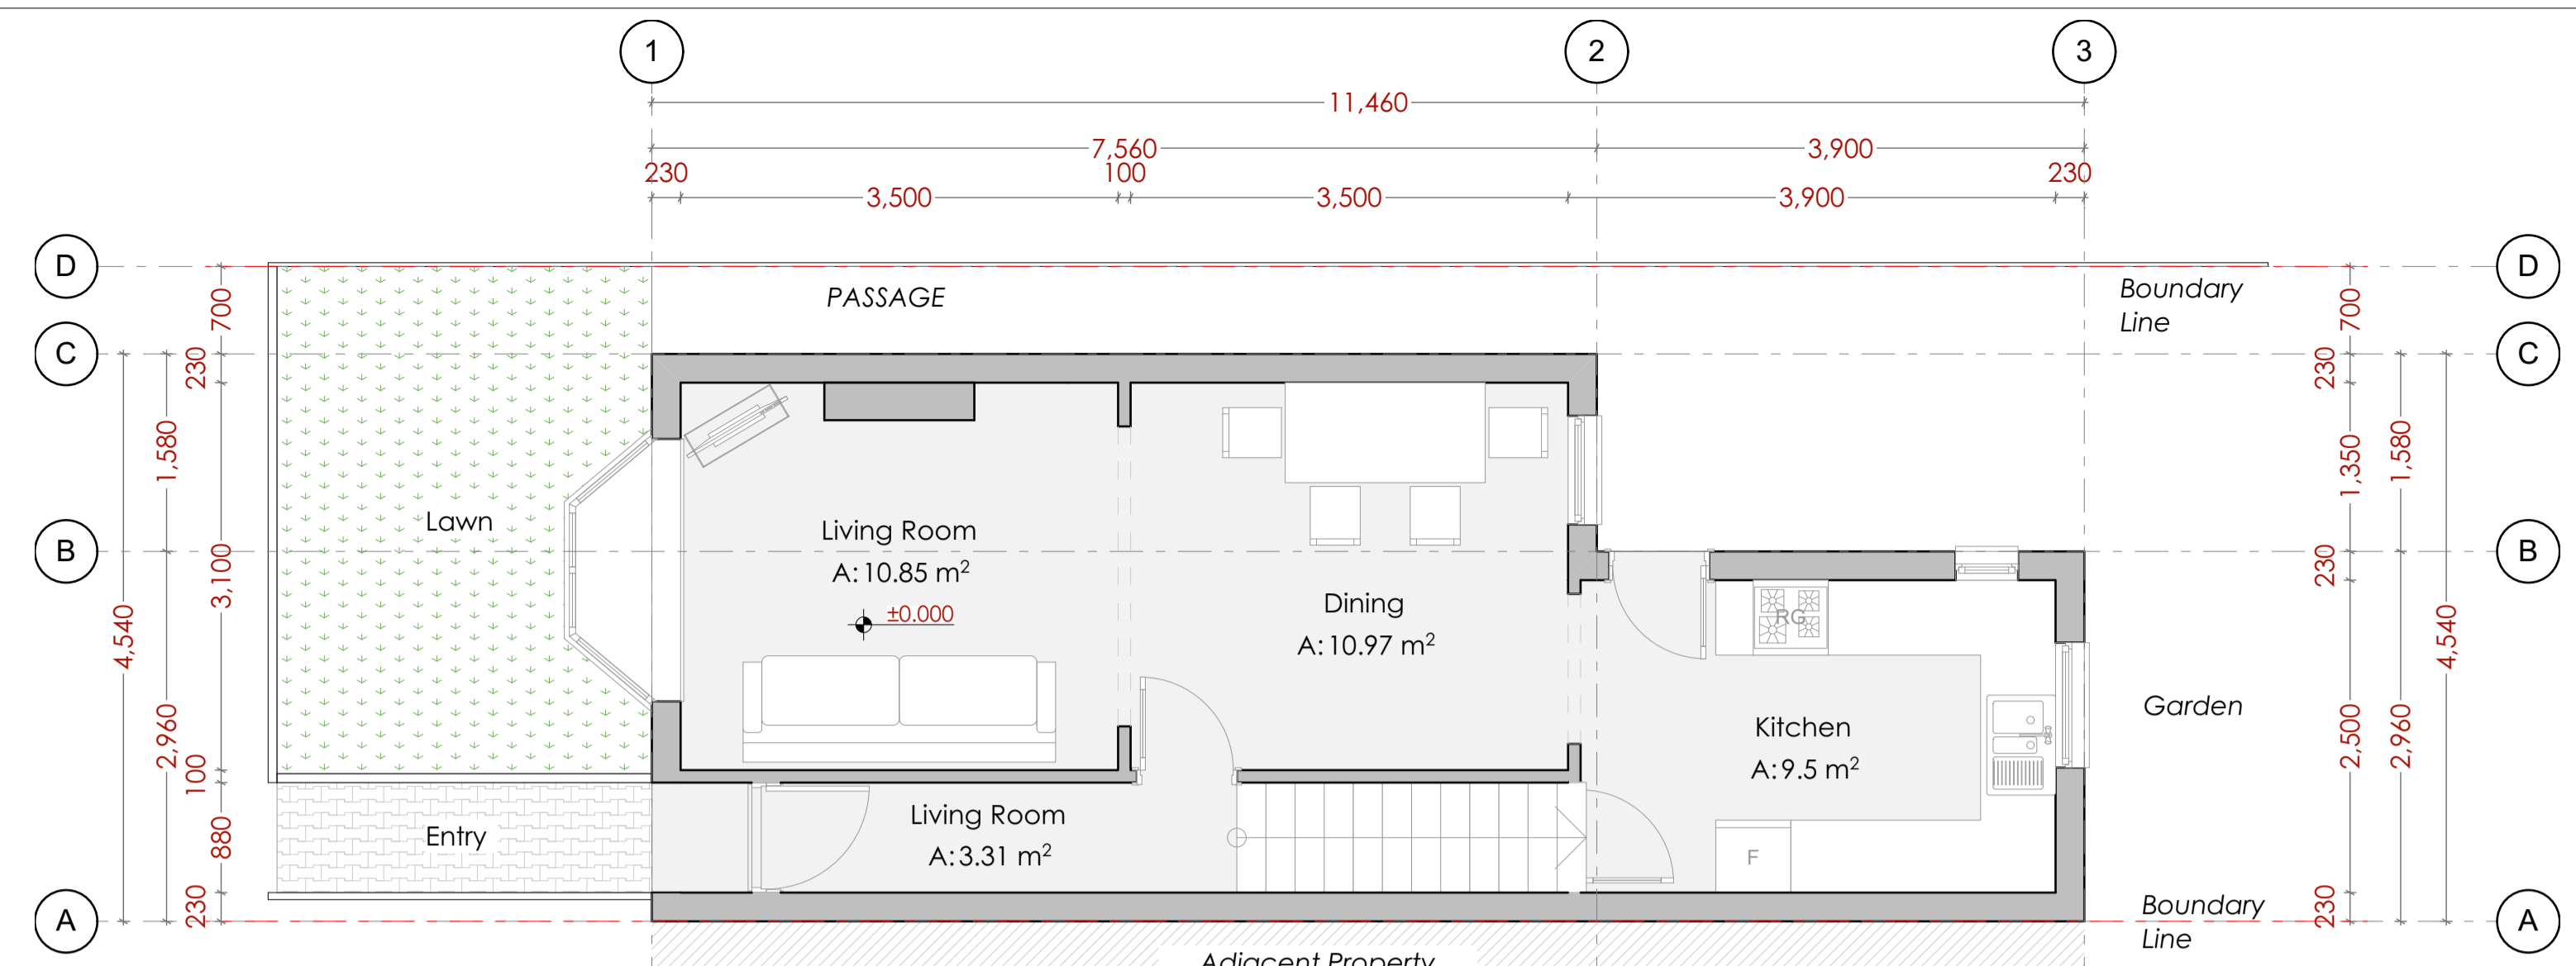 1 2 3
11,460
7,560 3,900
230 100 230
3,500 3,500 3,900
D D
PASSAGE
Boundary
Line
700 700
C C
230 230
1,580 1,350 1,580
Lawn
Living Room
A: 10.85 m²
±0.000
B B
3,100 230
Dining
A: 10.97 m²
RG
4,540 4,540
Garden
Kitchen
A: 9.5 m²
2,960 2,500 2,960
100
Living Room
A: 3.31 m²
Entry
880
F
A A
230 230
Boundary
Line
Adjacent Property